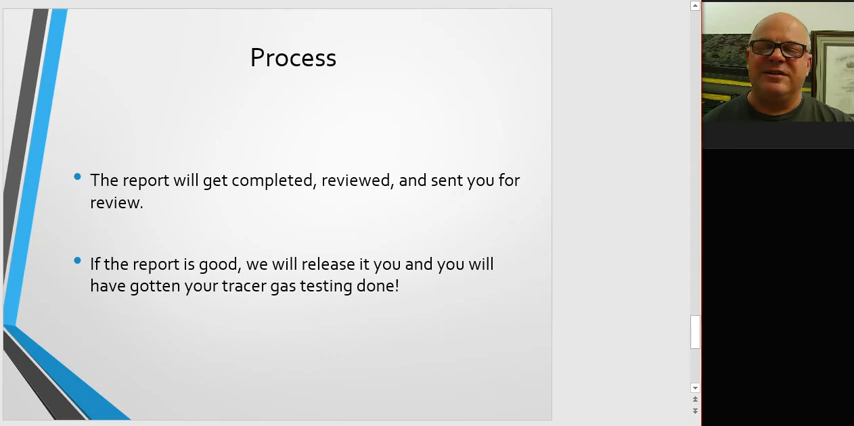 Process
The report will get completed, reviewed, and sent you for
review.
If the report is good, we will release it you and you will
have gotten your tracer gas testing done!